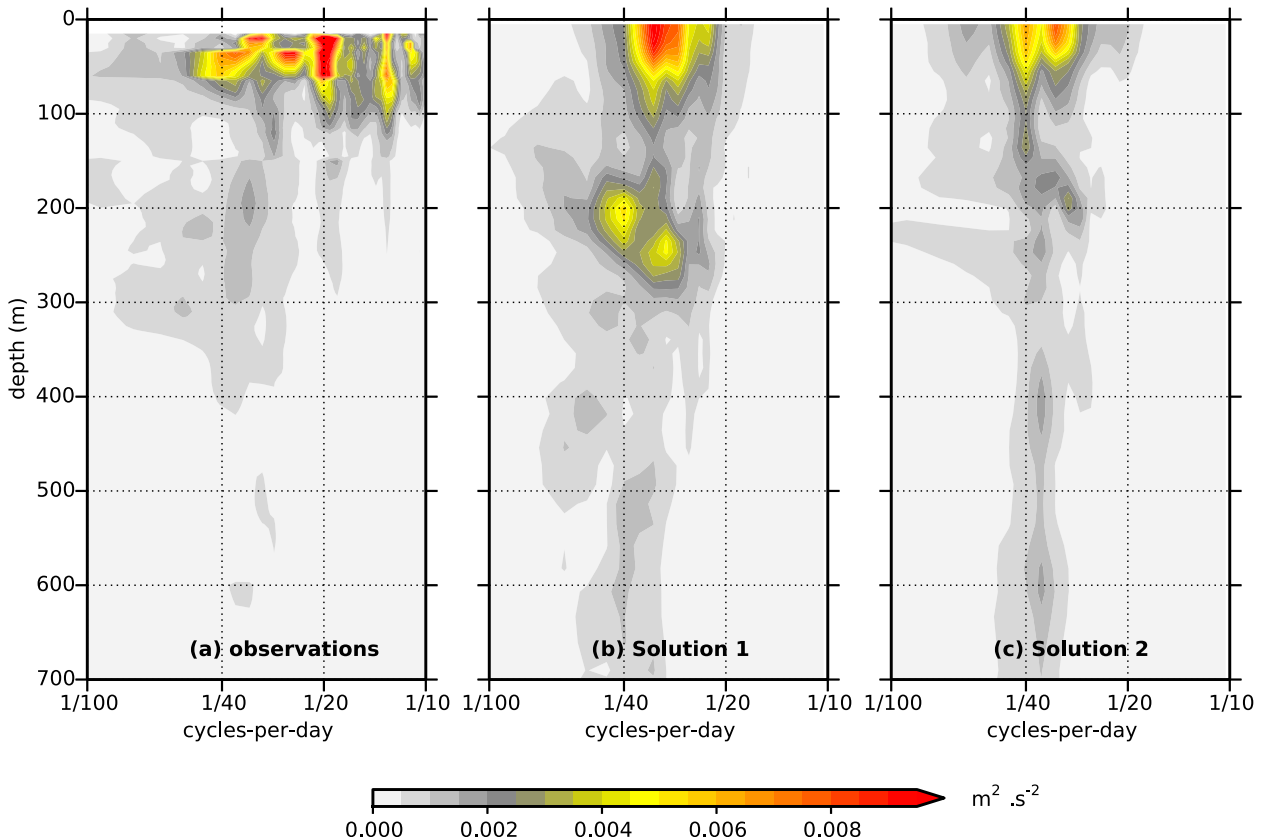 0
100
200
300
400
500
600
700
depth (m)
(a) observations
(b) Solution 1
(c) Solution 2
1/100 1/40 1/20 1/10
1/100 1/40 1/20 1/10
1/100 1/40 1/20 1/10
cycles-per-day
cycles-per-day
cycles-per-day
m² .s⁻²
0.000 0.002 0.004 0.006 0.008